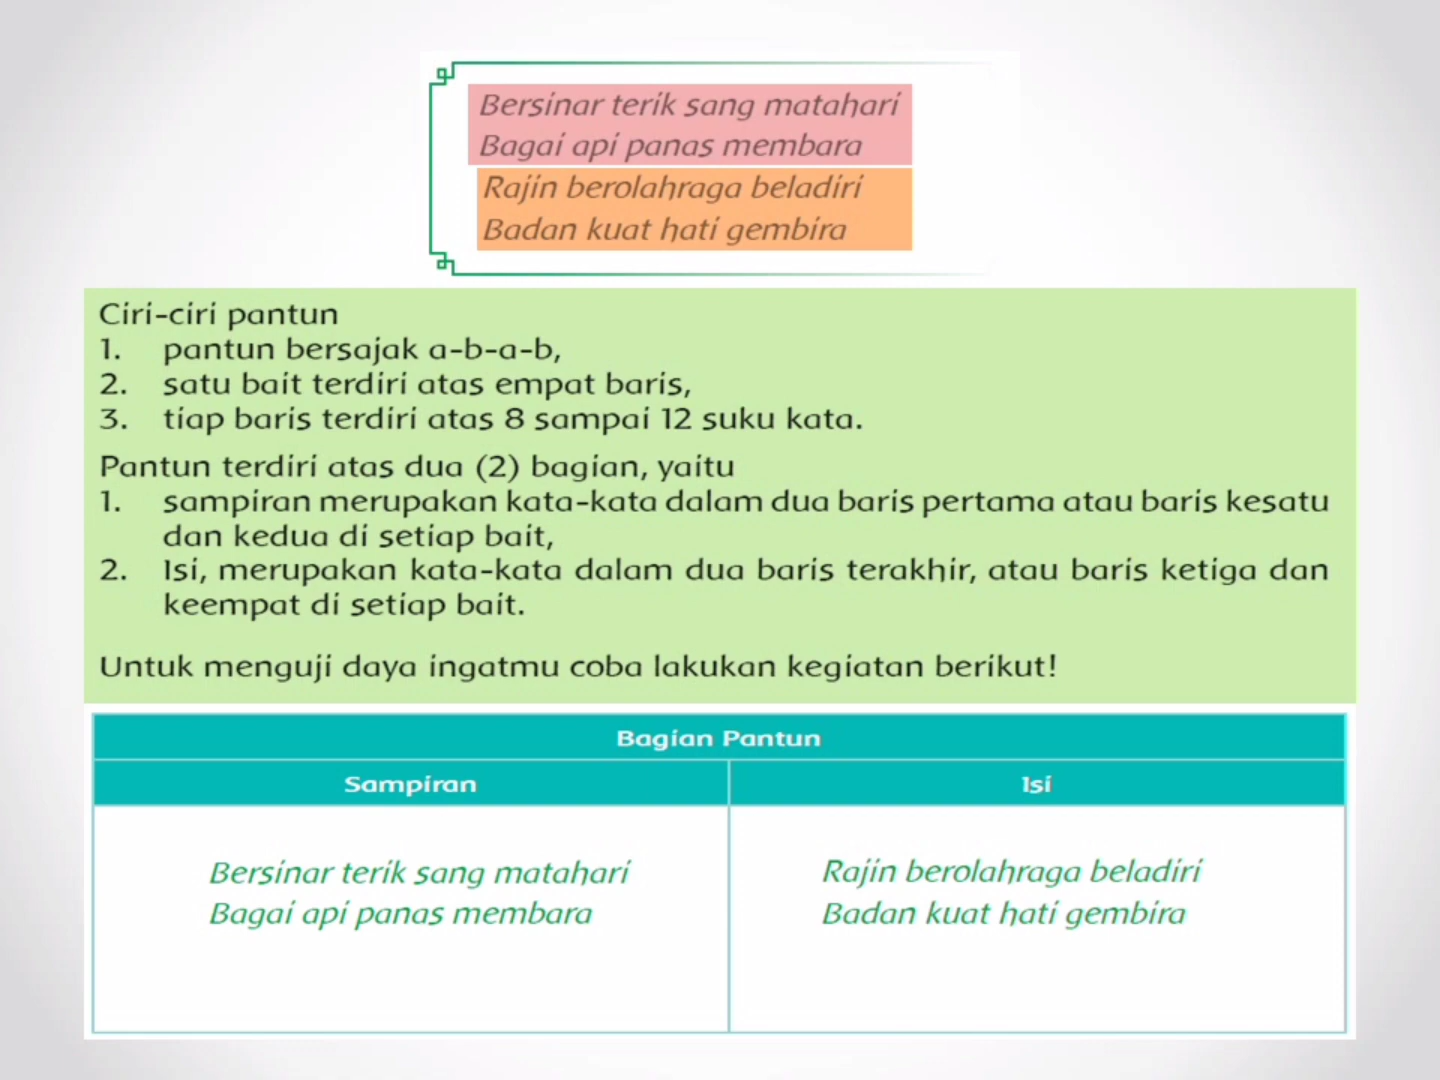 Bersinar terik sang matahari
Bagai api panas membara
Rajin berolahraga beladiri
Badan kuat hati gembira
Ciri-ciri pantun
1. pantun bersajak a-b-a-b,
2. satu bait terdiri atas empat baris,
3. tiap baris terdiri atas 8 sampai 12 suku kata.
Pantun terdiri atas dua (2) bagian, yaitu
1. sampiran merupakan kata-kata dalam dua baris pertama atau baris kesatu
dan kedua di setiap bait,
2. Isi, merupakan kata-kata dalam dua baris terakhir, atau baris ketiga dan
keempat di setiap bait.
Untuk menguji daya ingatmu coba lakukan kegiatan berikut!
Bagian Pantun
Sampiran
Isi
Bersinar terik sang matahari
Bagai api panas membara
Rajin berolahraga beladiri
Badan kuat hati gembira